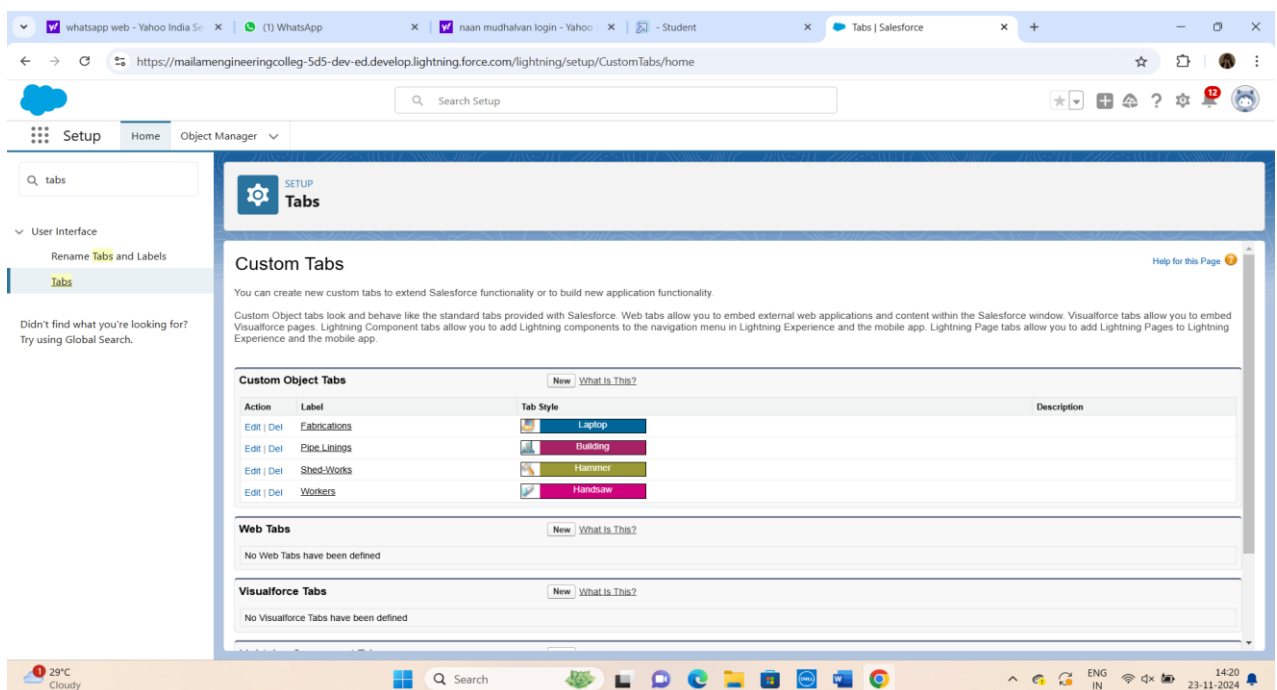 whatsapp web - Yahoo India Se
(1) WhatsApp
naan mudhalvan login - Yahoo
- Student
Tabs | Salesforce
https://mailamengineeringcolleg-5d5-dev-ed.develop.lightning.force.com/lightning/setup/CustomTabs/home
Search Setup
12
Setup
Home
Object Manager
tabs
User Interface
Rename Tabs and Labels
Tabs
Didn't find what you're looking for?
Try using Global Search.
SETUP
Tabs
Custom Tabs
Help for this Page
You can create new custom tabs to extend Salesforce functionality or to build new application functionality.
Custom Object tabs look and behave like the standard tabs provided with Salesforce. Web tabs allow you to embed external web applications and content within the Salesforce window. Visualforce tabs allow you to embed
Visualforce pages. Lightning Component tabs allow you to add Lightning components to the navigation menu in Lightning Experience and the mobile app. Lightning Page tabs allow you to add Lightning Pages to Lightning
Experience and the mobile app.
Custom Object Tabs New What Is This?
Action Label Tab Style Description
Edit | Del Fabrications Laptop
Edit | Del Pipe Linings Building
Edit | Del Shed-Works Hammer
Edit | Del Workers Handsaw
Web Tabs New What Is This?
No Web Tabs have been defined
Visualforce Tabs New What Is This?
No Visualforce Tabs have been defined
1
29°C
Cloudy
Search
ENG
IN
14:20
23-11-2024